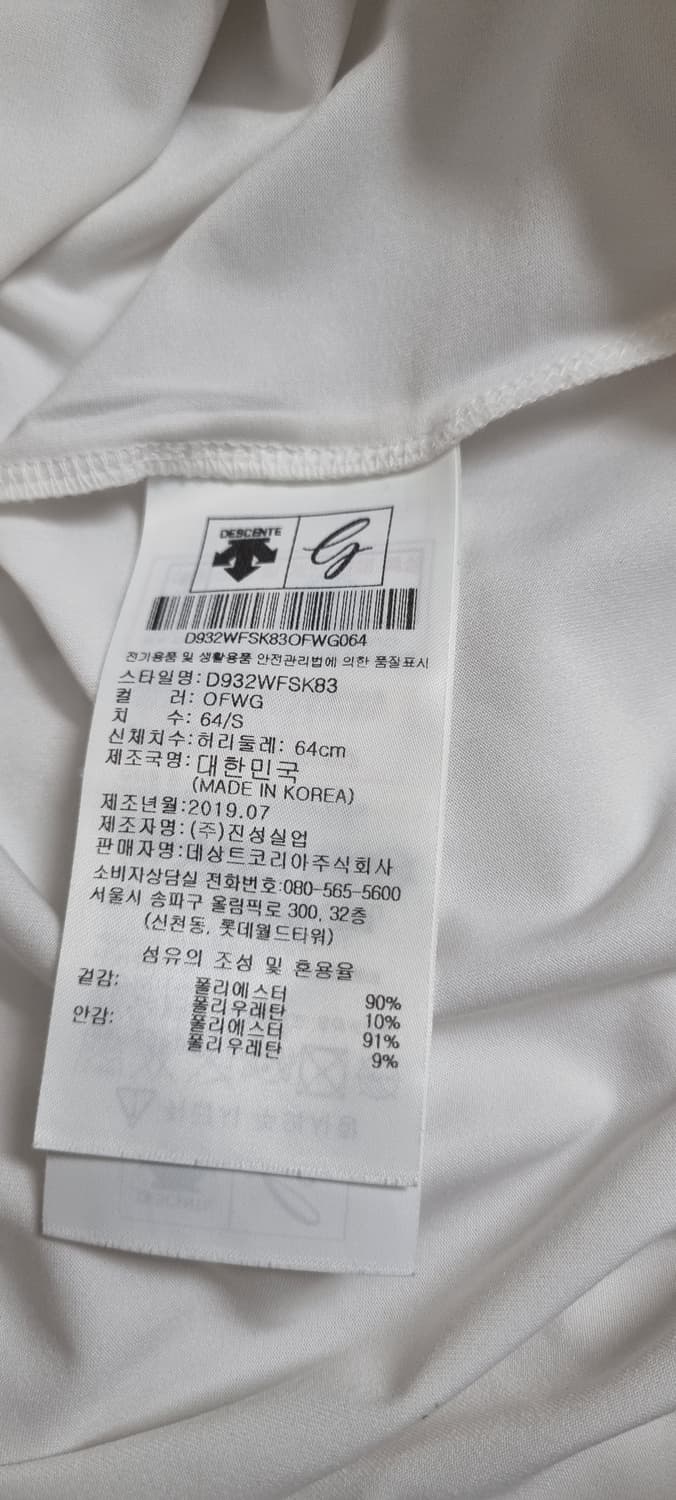 DESCENTE
D932WFSK83OFWG064
전기용품 및 생활용품 안전관리법에 의한 품질표시
스타일명: D932WFSK83
컬 러: OFWG
치 수: 64/S
신체치수: 허리둘레: 64cm
제조국명: 대한민국
(MADE IN KOREA)
제조년월: 2019.07
제조자명: (주)진성실업
판매자명: 데상트코리아주식회사
소비자상담실 전화번호: 080-565-5600
서울시 송파구 올림픽로 300, 32층
(신천동, 롯데월드타워)
섬유의 조성 및 혼용율
겉감: 폴리에스터 90%
폴리우레탄 10%
안감: 폴리에스터 91%
폴리우레탄 9%